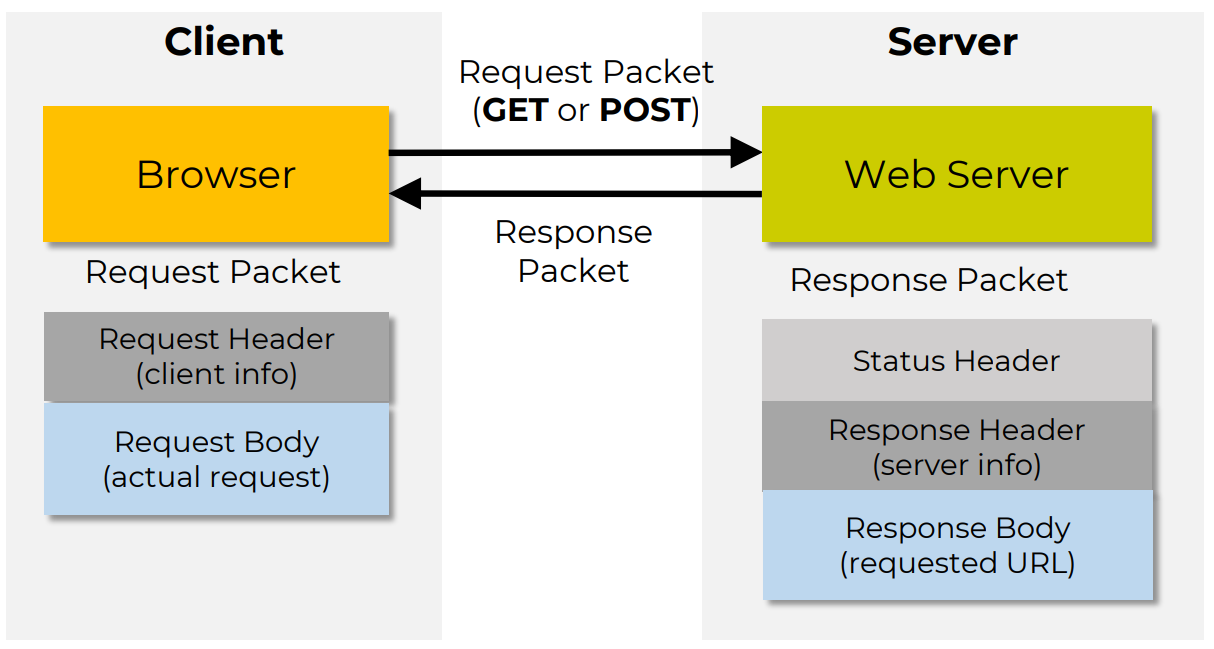 Client
Server
Request Packet
(GET or POST)
Browser
Web Server
Response
Packet
Request Packet
Response Packet
Request Header
(client info)
Request Body
(actual request)
Status Header
Response Header
(server info)
Response Body
(requested URL)